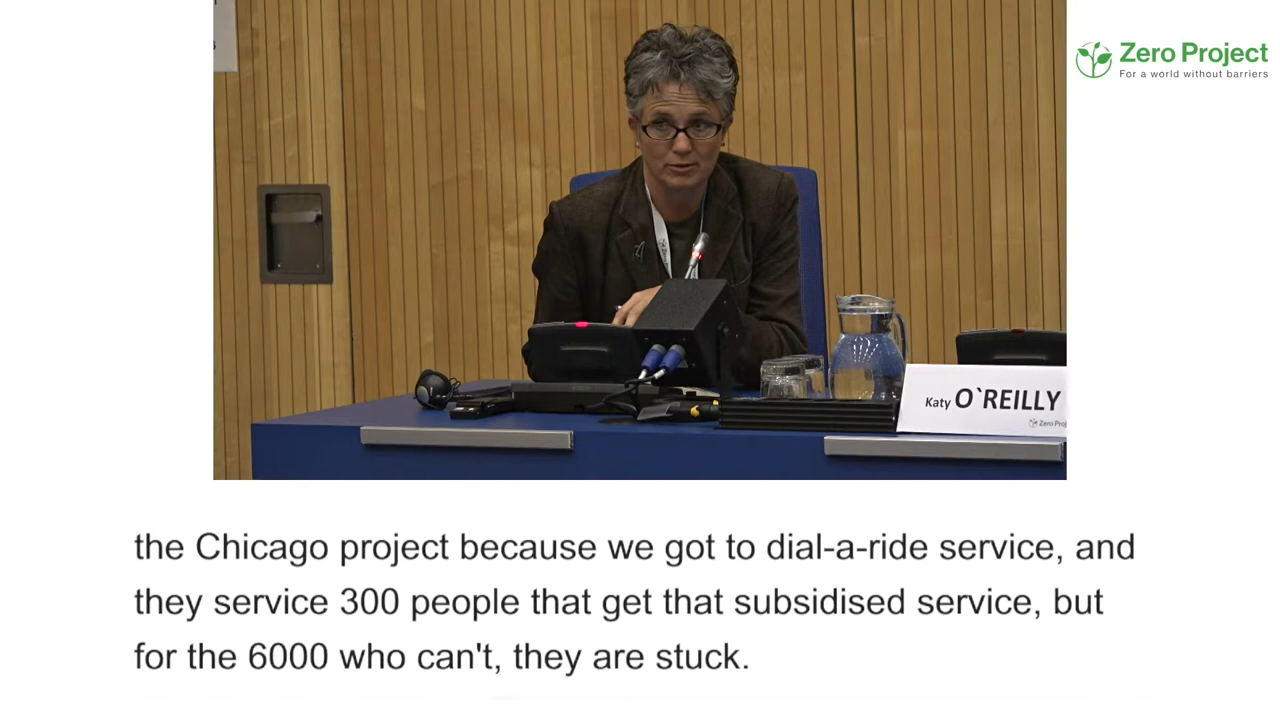 Zero Project
For a world without barriers
Katy O`REILLY
the Chicago project because we got to dial-a-ride service, and
they service 300 people that get that subsidised service, but
for the 6000 who can't, they are stuck.